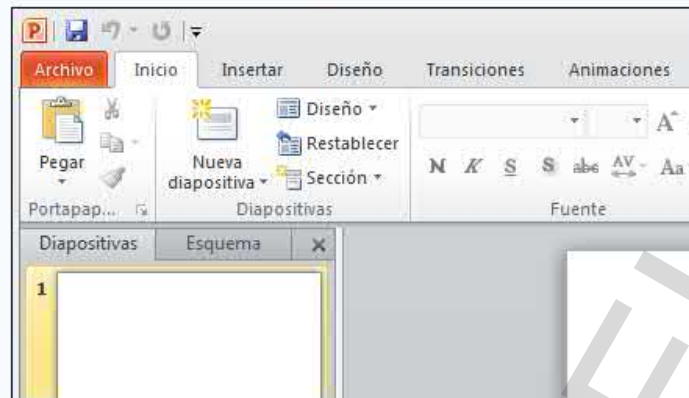 P
Archivo Inicio Insertar Diseño Transiciones Animaciones
Pegar
Nueva diapositiva
Diseño
Restablecer
Sección
N K S S abc AV Aa A
Portapap... Diapositivas Fuente
Diapositivas Esquema
1